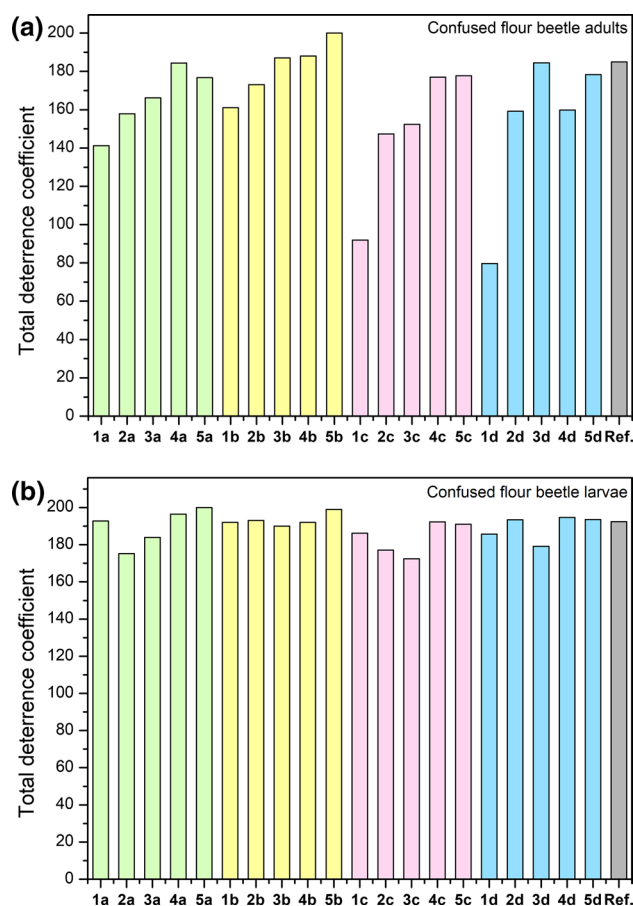 (a)
Confused flour beetle adults
Total deterrence coefficient
200
180
160
140
120
100
80
60
40
20
0
1a 2a 3a 4a 5a 1b 2b 3b 4b 5b 1c 2c 3c 4c 5c 1d 2d 3d 4d 5d Ref.
(b)
Confused flour beetle larvae
Total deterrence coefficient
200
180
160
140
120
100
80
60
40
20
0
1a 2a 3a 4a 5a 1b 2b 3b 4b 5b 1c 2c 3c 4c 5c 1d 2d 3d 4d 5d Ref.